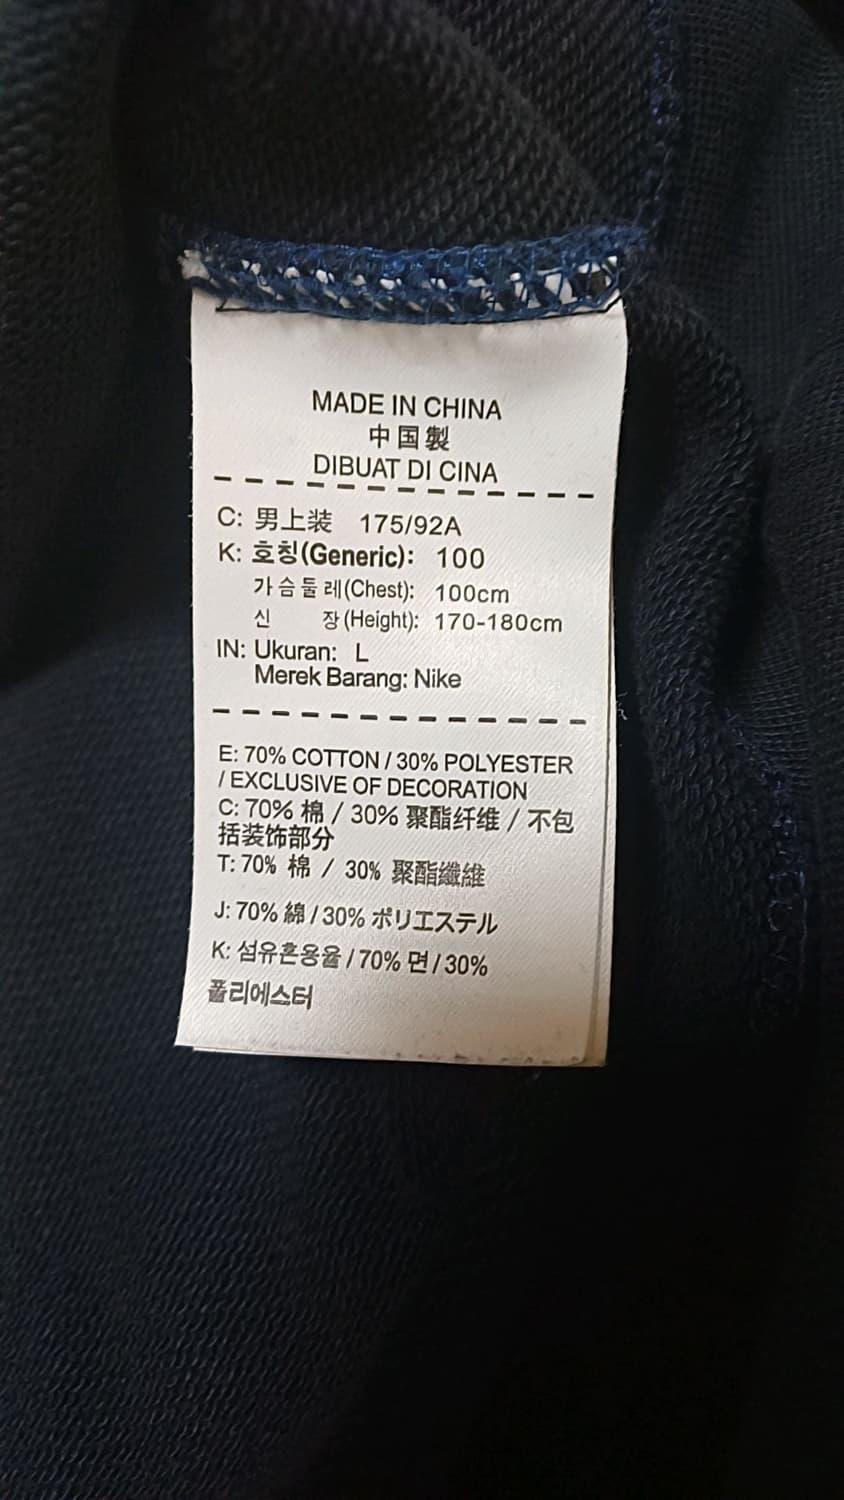 MADE IN CHINA
中国製
DIBUAT DI CINA
C: 男上装 175/92A
K: 호칭(Generic): 100
가슴둘레(Chest): 100cm
신 장(Height): 170-180cm
IN: Ukuran: L
Merek Barang: Nike
E: 70% COTTON / 30% POLYESTER
/ EXCLUSIVE OF DECORATION
C: 70% 棉 / 30% 聚酯纤维 / 不包
括装饰部分
T: 70% 棉 / 30% 聚酯纖維
J: 70% 綿 / 30% ポリエステル
K: 섬유혼용율 / 70% 면 / 30%
폴리에스터